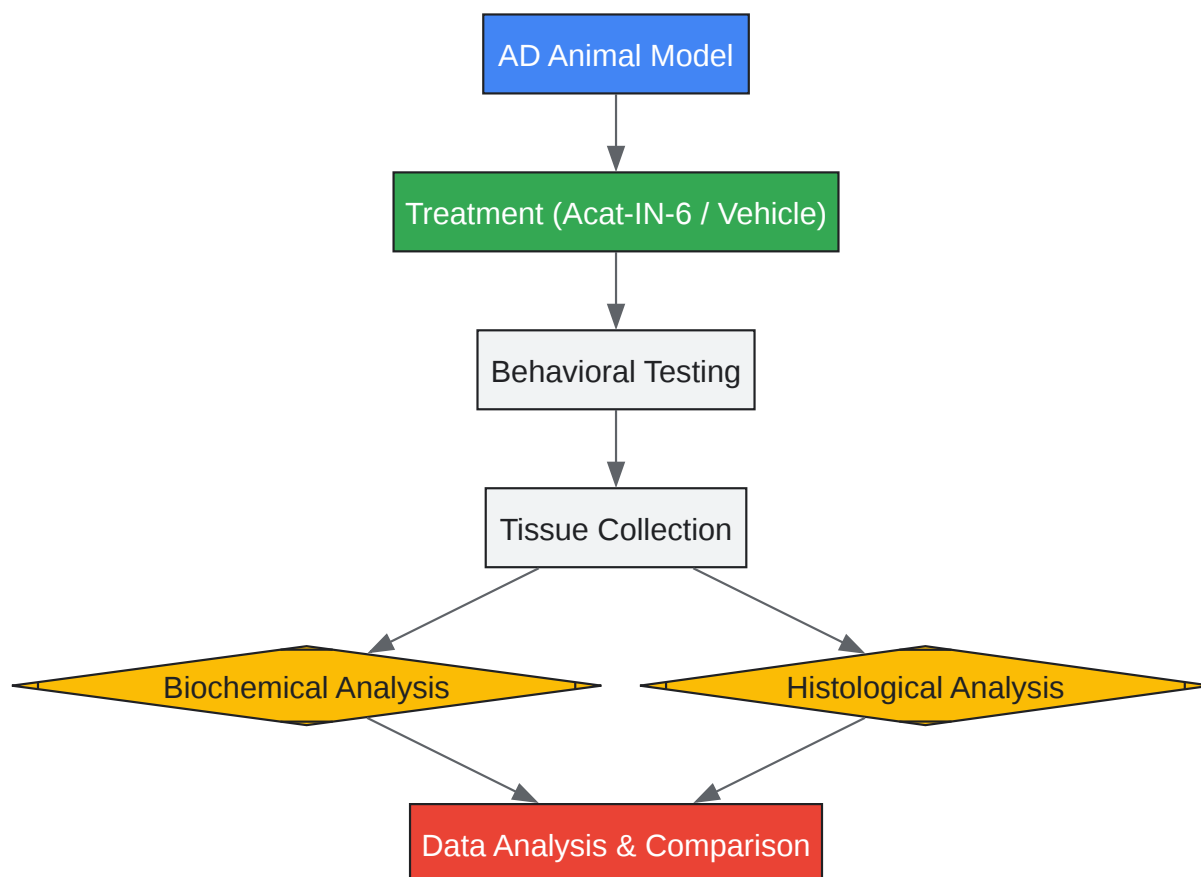 AD Animal Model
Treatment (Acat-IN-6 / Vehicle)
Behavioral Testing
Tissue Collection
Biochemical Analysis
Histological Analysis
Data Analysis & Comparison